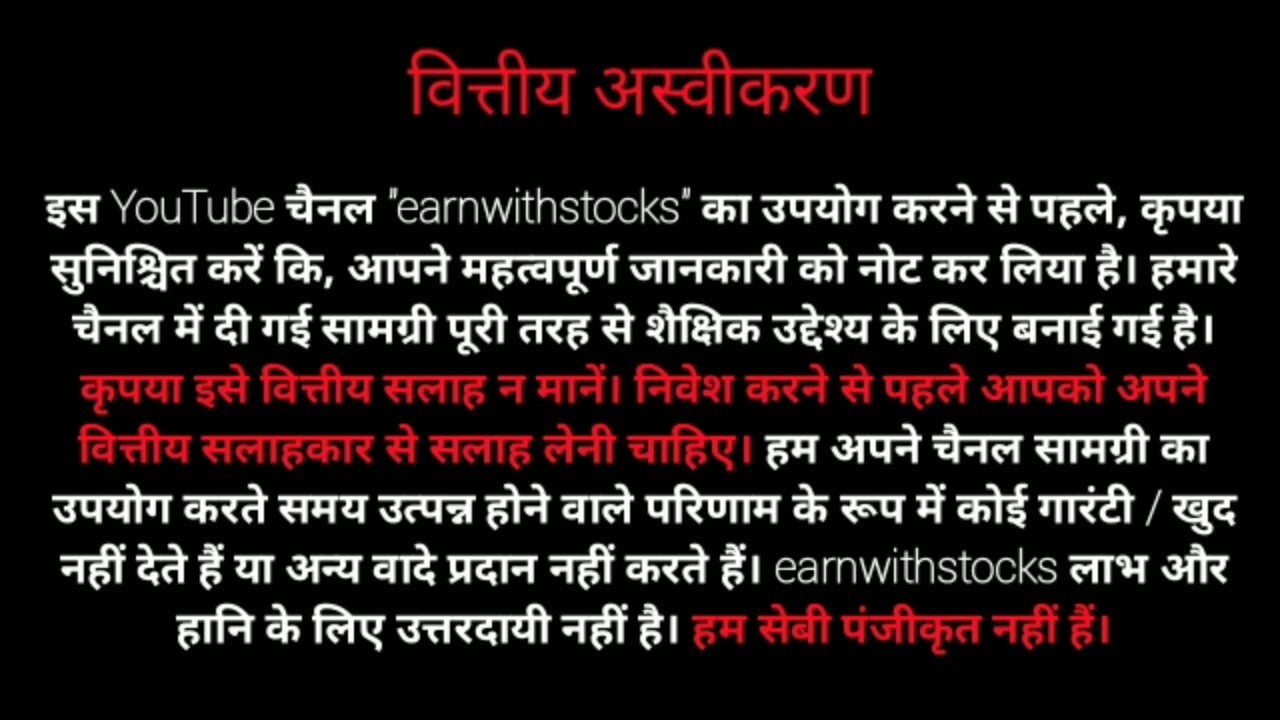 वित्तीय अस्वीकरण
इस YouTube चैनल "earnwithstocks" का उपयोग करने से पहले, कृपया
सुनिश्चित करें कि, आपने महत्वपूर्ण जानकारी को नोट कर लिया है। हमारे
चैनल में दी गई सामग्री पूरी तरह से शैक्षिक उद्देश्य के लिए बनाई गई है।
कृपया इसे वित्तीय सलाह न मानें। निवेश करने से पहले आपको अपने
वित्तीय सलाहकार से सलाह लेनी चाहिए। हम अपने चैनल सामग्री का
उपयोग करते समय उत्पन्न होने वाले परिणाम के रूप में कोई गारंटी / खुद
नहीं देते हैं या अन्य वादे प्रदान नहीं करते हैं। earnwithstocks लाभ और
हानि के लिए उत्तरदायी नहीं है। हम सेबी पंजीकृत नहीं हैं।